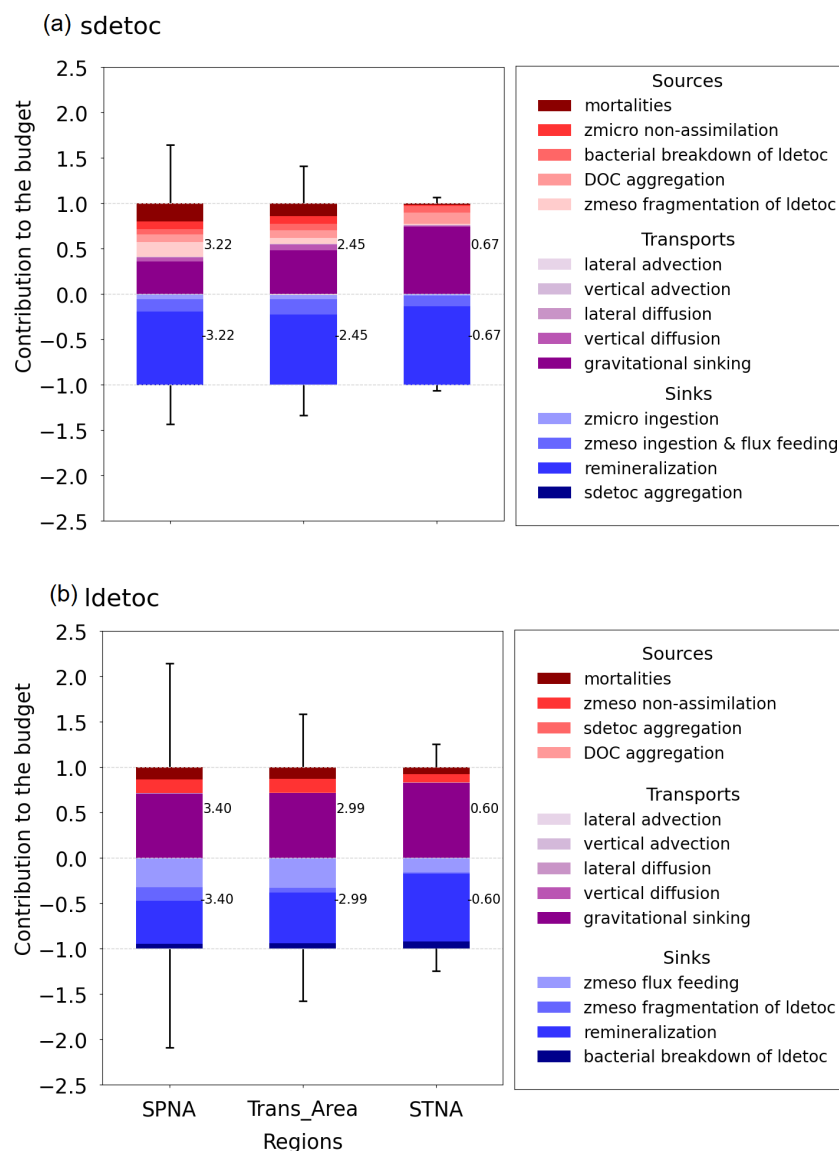 (a) sdetoc
Contribution to the budget
2.5
2.0
1.5
1.0
0.5
0.0
−0.5
−1.0
−1.5
−2.0
−2.5
3.22
2.45
0.67
-3.22
-2.45
-0.67
Sources
mortalities
zmicro non-assimilation
bacterial breakdown of ldetoc
DOC aggregation
zmeso fragmentation of ldetoc
Transports
lateral advection
vertical advection
lateral diffusion
vertical diffusion
gravitational sinking
Sinks
zmicro ingestion
zmeso ingestion & flux feeding
remineralization
sdetoc aggregation
(b) ldetoc
Contribution to the budget
2.5
2.0
1.5
1.0
0.5
0.0
−0.5
−1.0
−1.5
−2.0
−2.5
3.40
2.99
0.60
-3.40
-2.99
-0.60
SPNA Trans_Area STNA
Regions
Sources
mortalities
zmeso non-assimilation
sdetoc aggregation
DOC aggregation
Transports
lateral advection
vertical advection
lateral diffusion
vertical diffusion
gravitational sinking
Sinks
zmeso flux feeding
zmeso fragmentation of ldetoc
remineralization
bacterial breakdown of ldetoc